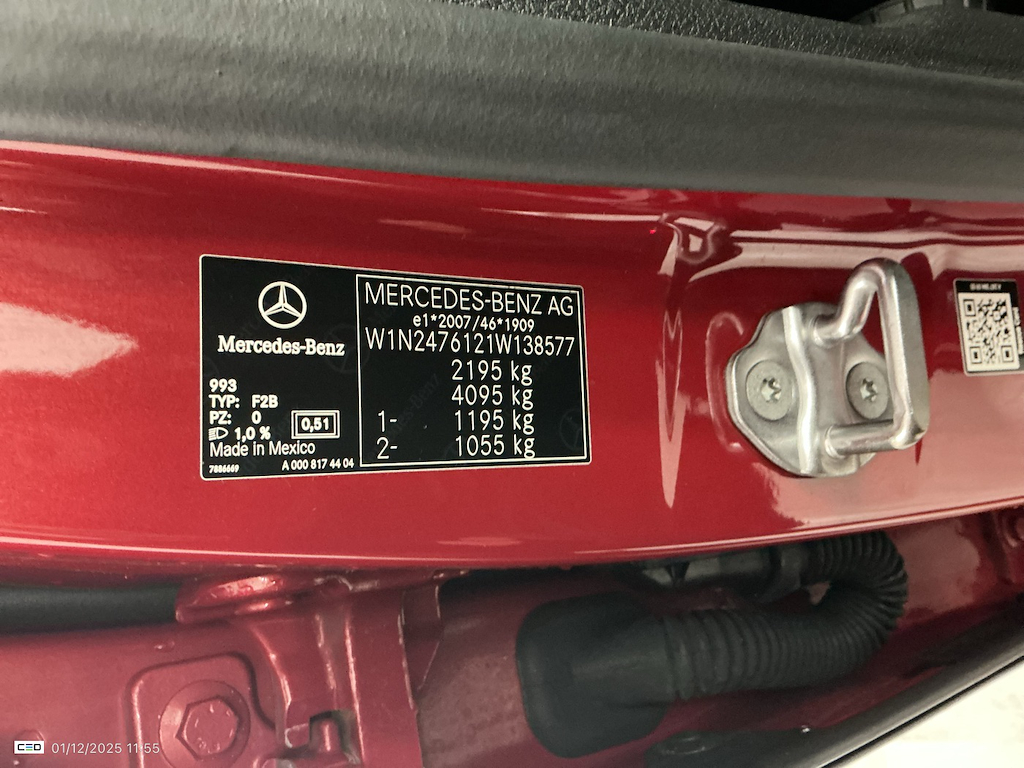 Mercedes-Benz
993
TYP: F2B
PZ: 0
1,0 %
0,51
Made in Mexico
7886669
A 000 817 44 04
MERCEDES-BENZ AG
e1*2007/46*1909
W1N2476121W138577
2195 kg
4095 kg
1- 1195 kg
2- 1055 kg
CEO 01/12/2025 11:55